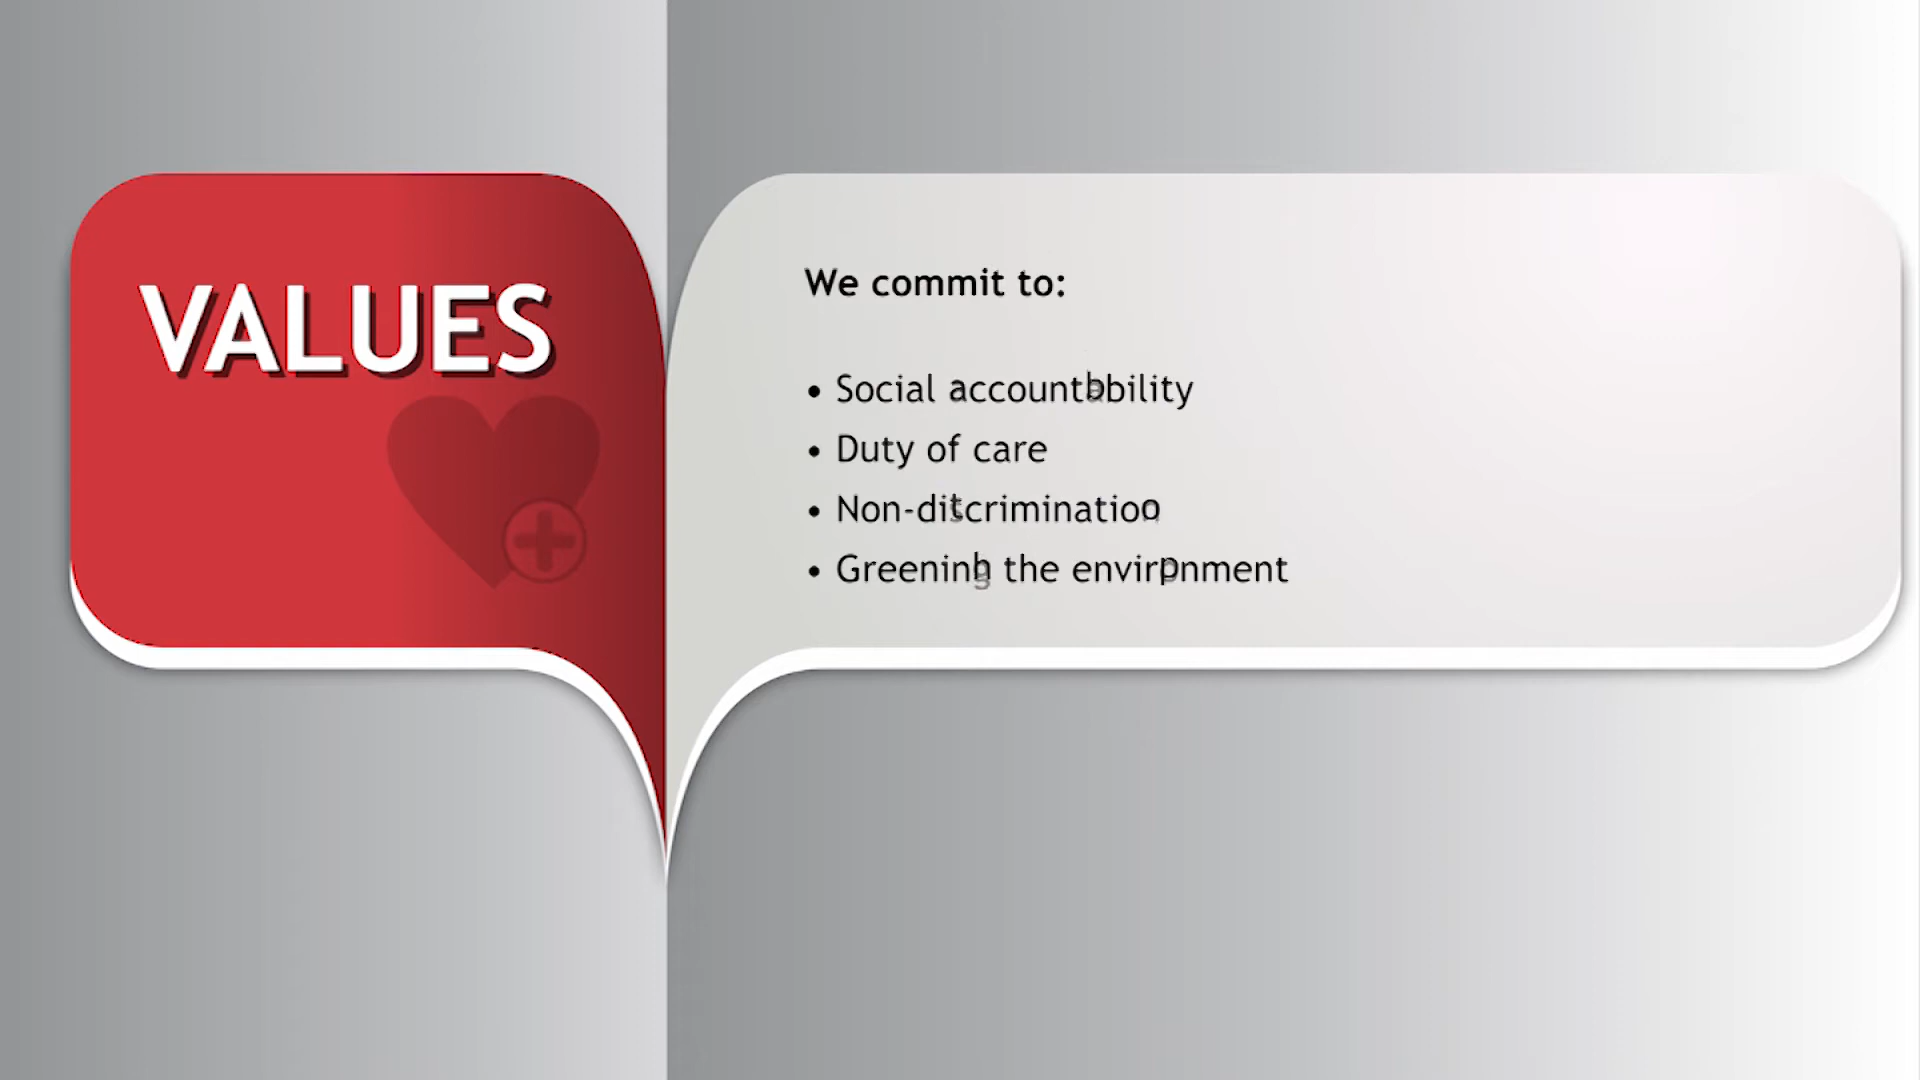 VALUES
We commit to:
• Social accountability
• Duty of care
• Non-discrimination
• Greening the environment